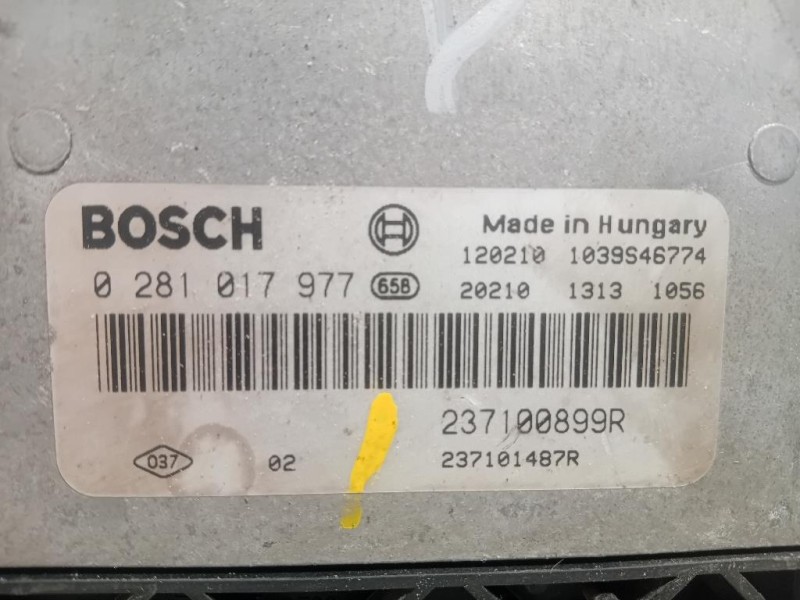 BOSCH Made in Hungary
120210 1039S46774
0 281 017 977 658 20210 1313 1056
237100899R
037 02 237101487R